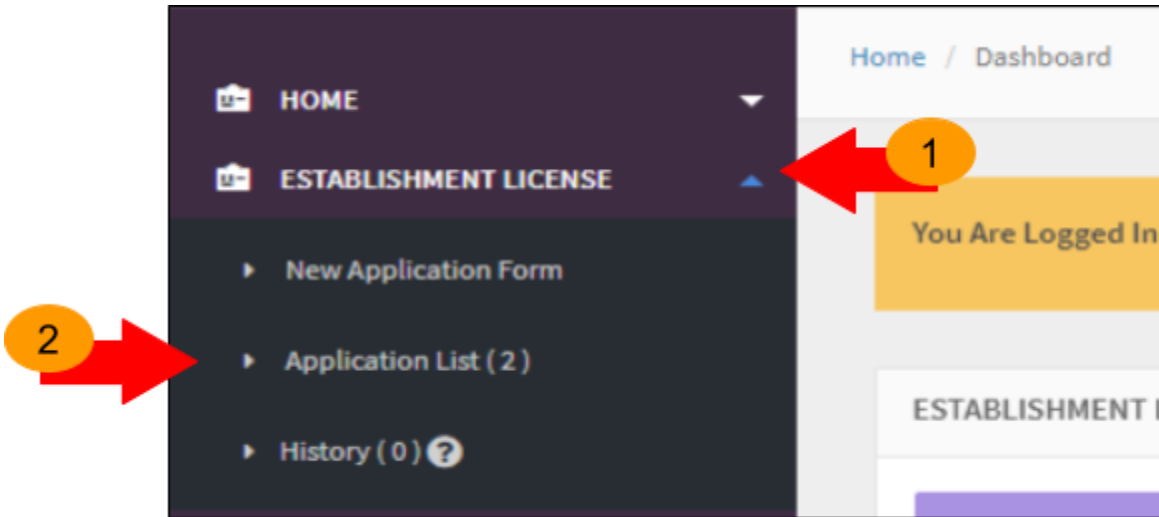 Home / Dashboard
HOME
ESTABLISHMENT LICENSE
1
You Are Logged In
New Application Form
2
Application List ( 2 )
ESTABLISHMENT
History ( 0 ) ?